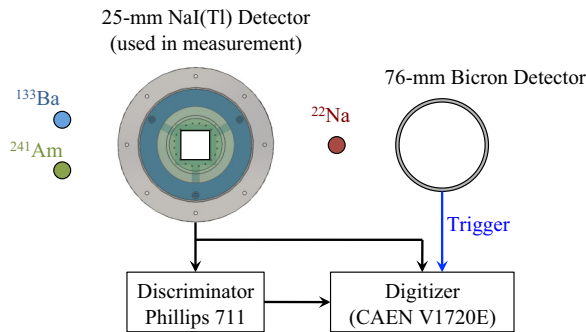 25-mm NaI(Tl) Detector
(used in measurement)
76-mm Bicron Detector
¹³³Ba
²²Na
²⁴¹Am
Trigger
Discriminator
Phillips 711
Digitizer
(CAEN V1720E)